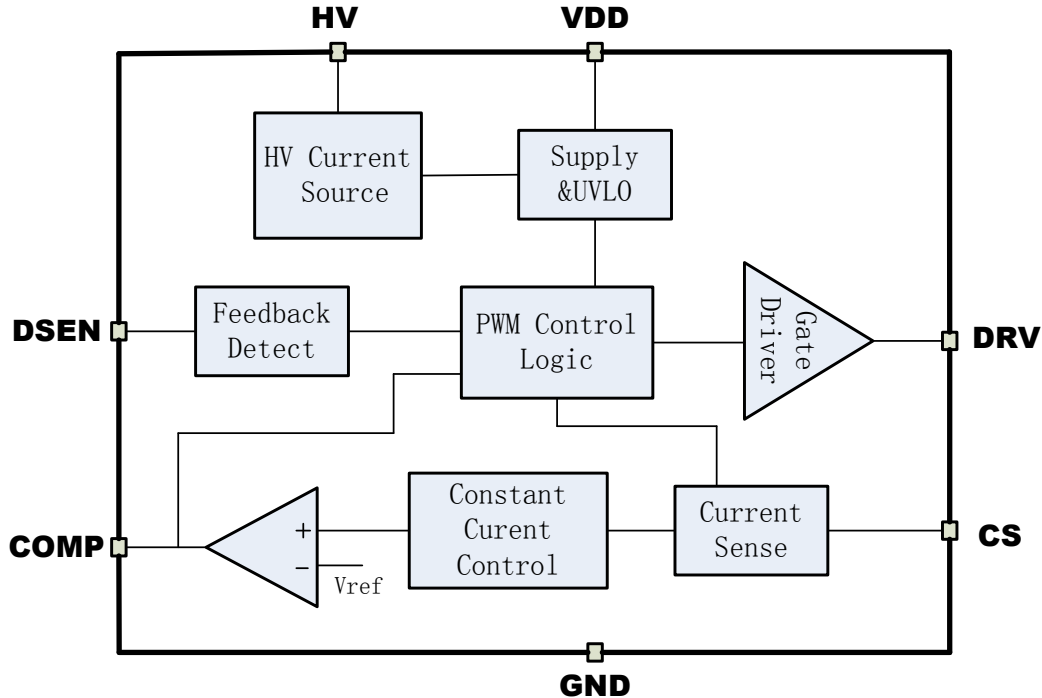 HV
VDD
HV Current
Source
Supply
&UVLO
DSEN
Feedback
Detect
PWM Control
Logic
Gate
Driver
DRV
COMP
+
−
Vref
Constant
Curent
Control
Current
Sense
CS
GND